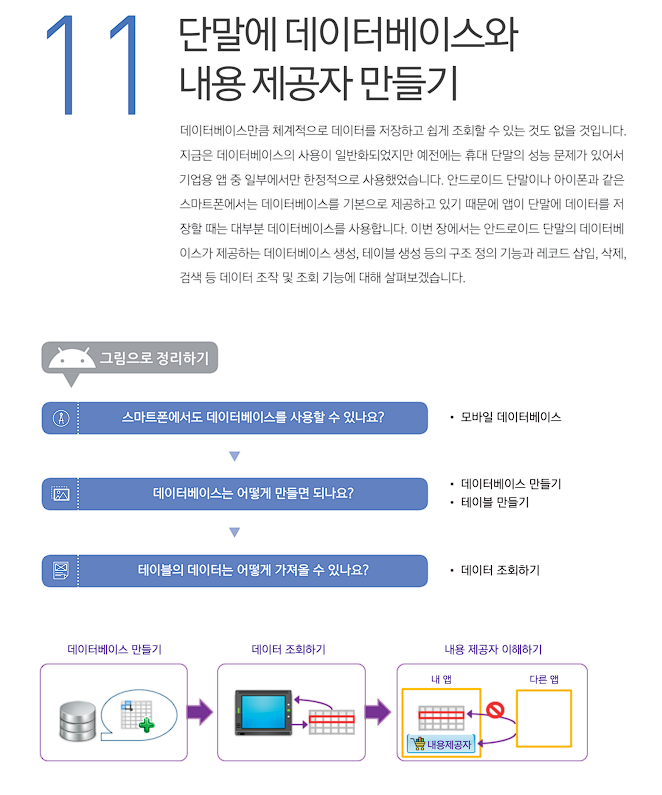 11
단말에 데이터베이스와
내용 제공자 만들기
데이터베이스만큼 체계적으로 데이터를 저장하고 쉽게 조회할 수 있는 것도 없을 것입니다.
지금은 데이터베이스의 사용이 일반화되었지만 예전에는 휴대 단말의 성능 문제가 있어서
기업용 앱 중 일부에서만 한정적으로 사용했었습니다. 안드로이드 단말이나 아이폰과 같은
스마트폰에서는 데이터베이스를 기본으로 제공하고 있기 때문에 앱이 단말에 데이터를 저
장할 때는 대부분 데이터베이스를 사용합니다. 이번 장에서는 안드로이드 단말의 데이터베
이스가 제공하는 데이터베이스 생성, 테이블 생성 등의 구조 정의 기능과 레코드 삽입, 삭제,
검색 등 데이터 조작 및 조회 기능에 대해 살펴보겠습니다.
그림으로 정리하기
스마트폰에서도 데이터베이스를 사용할 수 있나요?
• 모바일 데이터베이스
데이터베이스는 어떻게 만들면 되나요?
• 데이터베이스 만들기
• 테이블 만들기
테이블의 데이터는 어떻게 가져올 수 있나요?
• 데이터 조회하기
데이터베이스 만들기
데이터 조회하기
내용 제공자 이해하기
내 앱
다른 앱
내용제공자